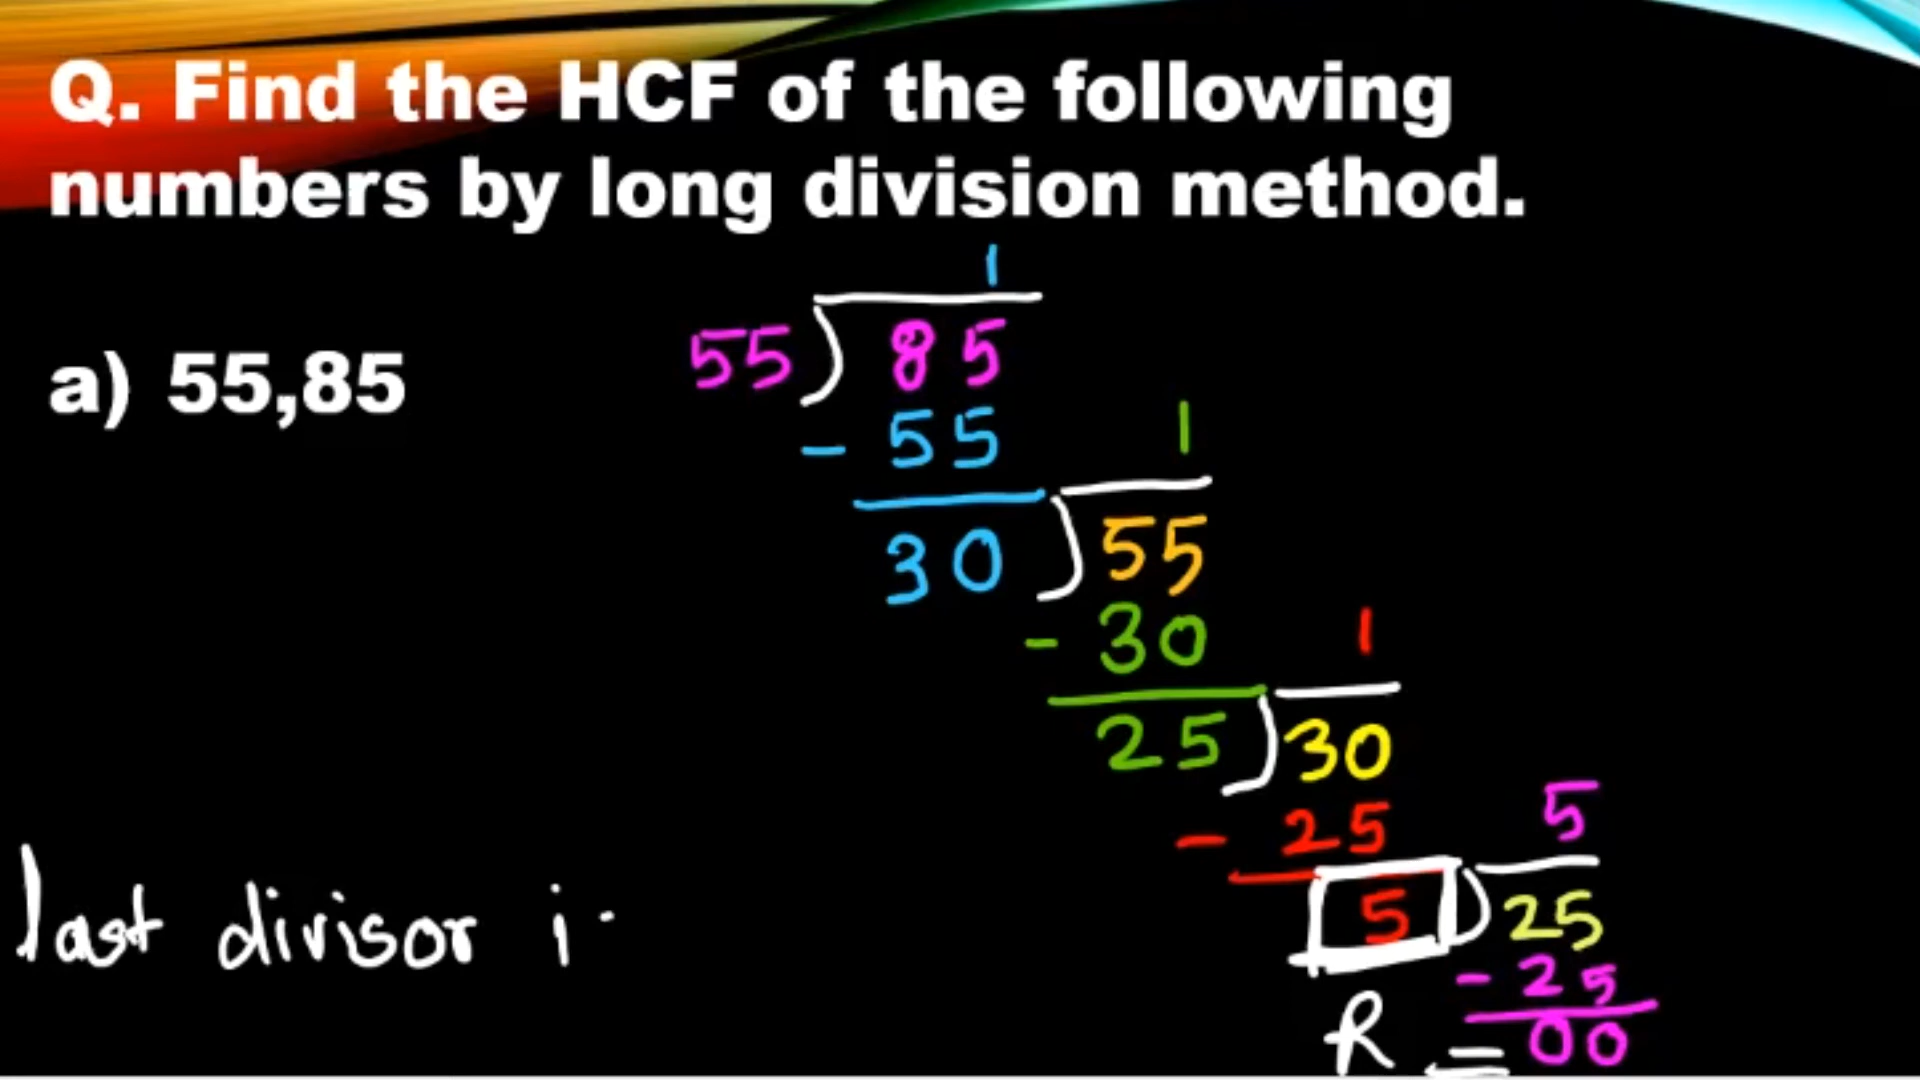 Q. Find the HCF of the following
numbers by long division method.
1
a) 55,85
55) 85
- 55
1
30 ) 55
- 30
1
25 ) 30
- 25
5
5 ) 25
- 25
last divisor i
R = 00